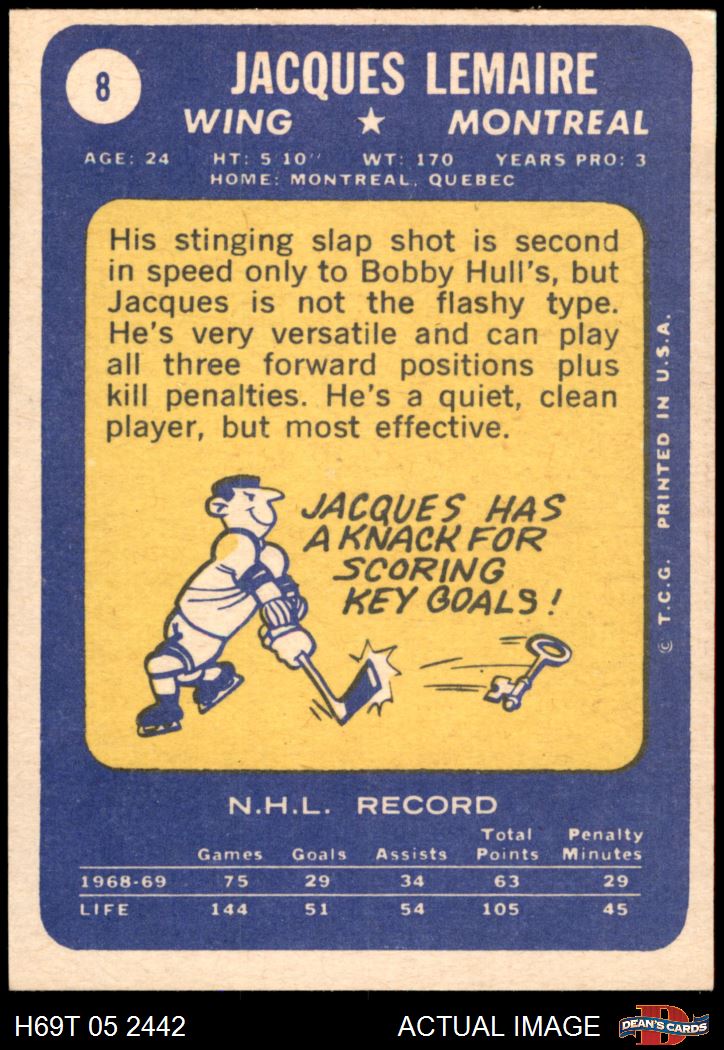 8
JACQUES LEMAIRE
WING ★ MONTREAL
AGE: 24 HT: 5 10" WT: 170 YEARS PRO: 3
HOME: MONTREAL, QUEBEC
His stinging slap shot is second
in speed only to Bobby Hull's, but
Jacques is not the flashy type.
He's very versatile and can play
all three forward positions plus
kill penalties. He's a quiet, clean
player, but most effective.
JACQUES HAS
A KNACK FOR
SCORING
KEY GOALS!
© T.C.G. PRINTED IN U.S.A.
N.H.L. RECORD
Games Goals Assists Total Points Penalty Minutes
1968-69 75 29 34 63 29
LIFE 144 51 54 105 45
H69T 05 2442 ACTUAL IMAGE
D
DEAN'S CARDS